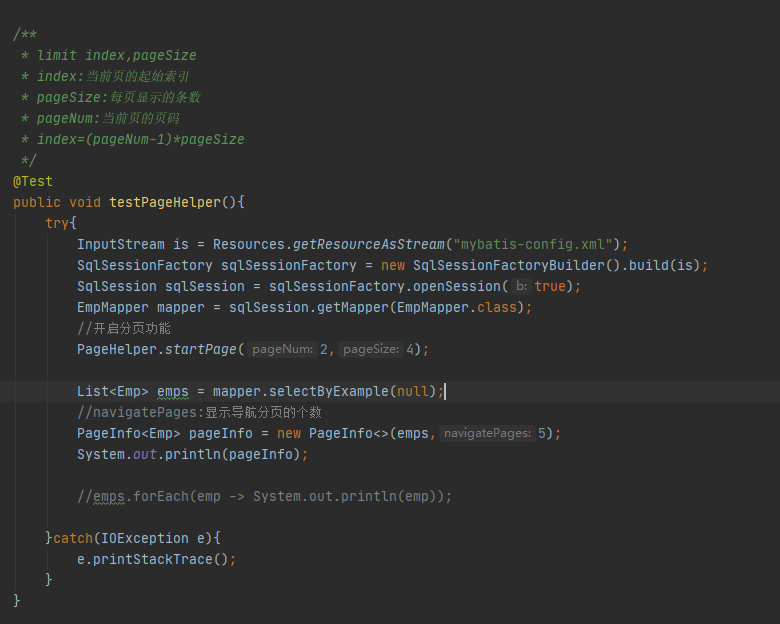 /**
 * limit index,pageSize
 * index:当前页的起始索引
 * pageSize:每页显示的条数
 * pageNum:当前页的页码
 * index=(pageNum-1)*pageSize
 */
@Test
public void testPageHelper(){
    try{
        InputStream is = Resources.getResourceAsStream("mybatis-config.xml");
        SqlSessionFactory sqlSessionFactory = new SqlSessionFactoryBuilder().build(is);
        SqlSession sqlSession = sqlSessionFactory.openSession( b: true);
        EmpMapper mapper = sqlSession.getMapper(EmpMapper.class);
        //开启分页功能
        PageHelper.startPage( pageNum: 2, pageSize: 4);
        List<Emp> emps = mapper.selectByExample(null);
        //navigatePages:显示导航分页的个数
        PageInfo<Emp> pageInfo = new PageInfo<>(emps, navigatePages: 5);
        System.out.println(pageInfo);
        //emps.forEach(emp -> System.out.println(emp));
    }catch(IOException e){
        e.printStackTrace();
    }
}